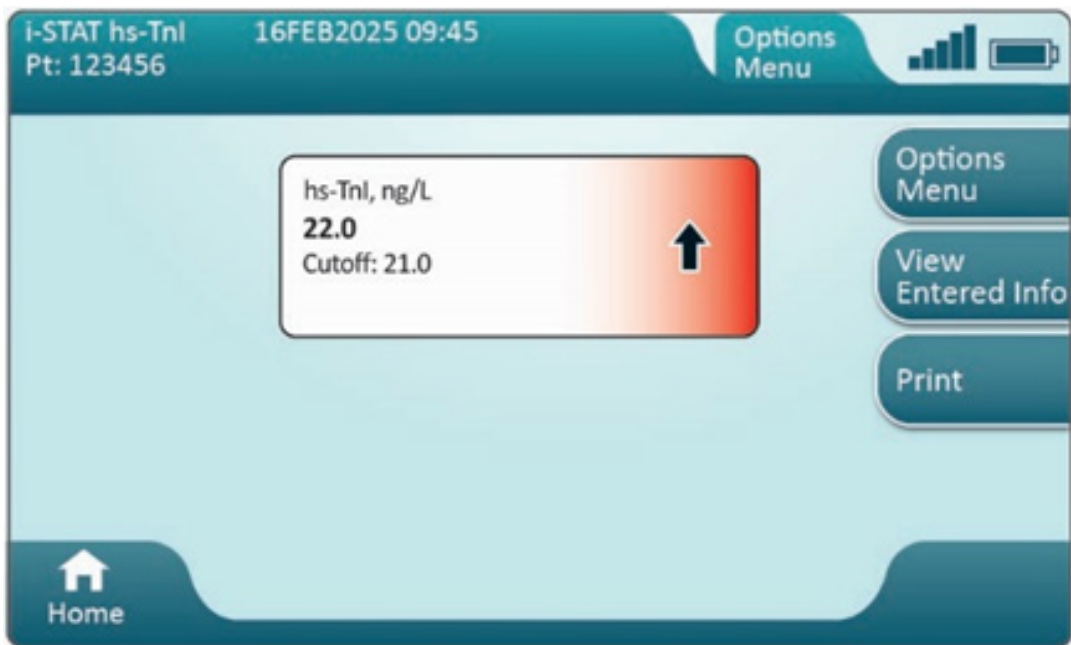 i-STAT hs-TnI 16FEB2025 09:45
Pt: 123456
Options
Menu
hs-TnI, ng/L
22.0
Cutoff: 21.0
Options
Menu
View
Entered Info
Print
Home